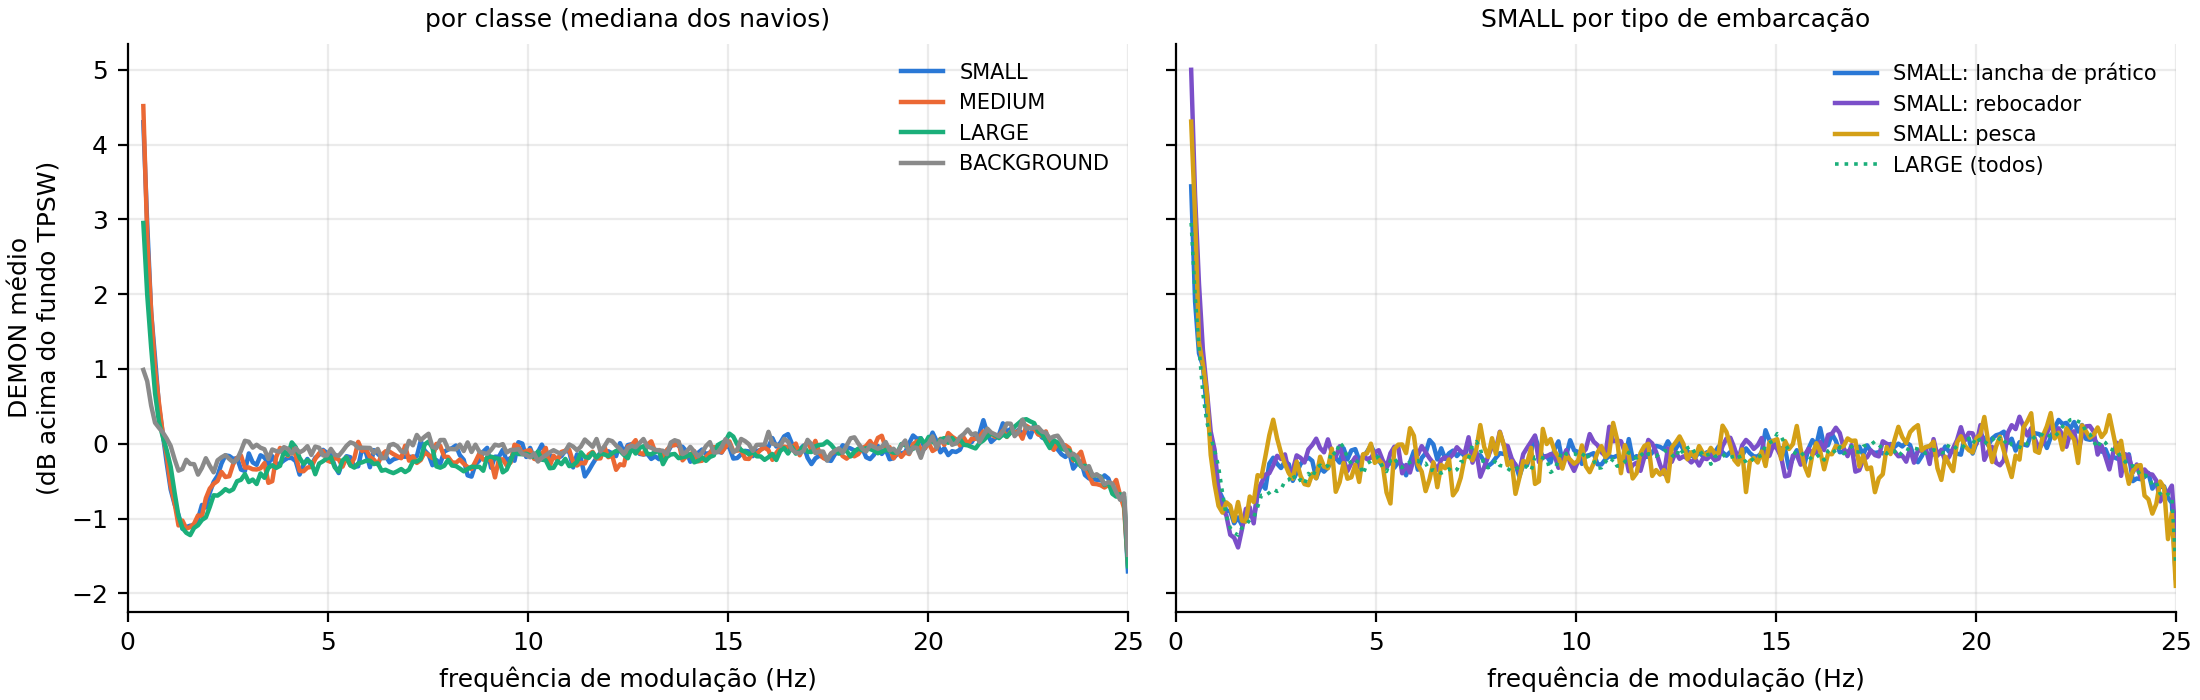 por classe (mediana dos navios)
SMALL
MEDIUM
LARGE
BACKGROUND
DEMON médio
(dB acima do fundo TPSW)
5
4
3
2
1
0
−1
−2
0
5
10
15
20
25
frequência de modulação (Hz)
SMALL por tipo de embarcação
SMALL: lancha de prático
SMALL: rebocador
SMALL: pesca
LARGE (todos)
0
5
10
15
20
25
frequência de modulação (Hz)